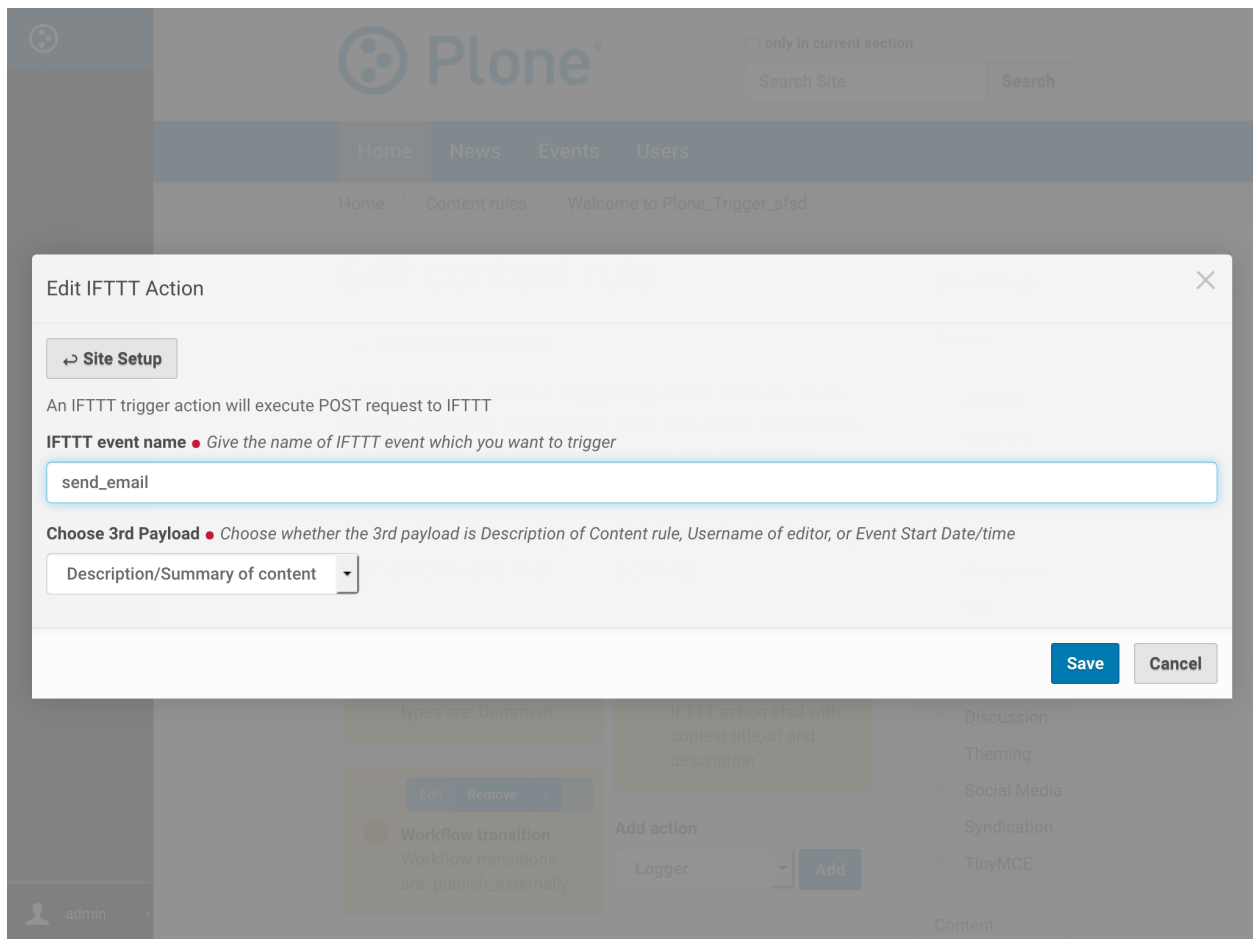 Plone®
only in current section
Search Site
Search
Home
News
Events
Users
Home
Content rules
Welcome to Plone_Trigger_sfsd
Edit content rule
Edit IFTTT Action
Site Setup
An IFTTT trigger action will execute POST request to IFTTT
IFTTT event name Give the name of IFTTT event which you want to trigger
send_email
Choose 3rd Payload Choose whether the 3rd payload is Description of Content rule, Username of editor, or Event Start Date/time
Description/Summary of content
Save
Cancel
types are: Comment
IFTTT action sfsd with
context title,url and
description
Discussion
Theming
Social Media
Syndication
TinyMCE
Content
Edit
Remove
Workflow transition
Workflow transitions
are: publish_externally
Add action
Logger
Add
admin